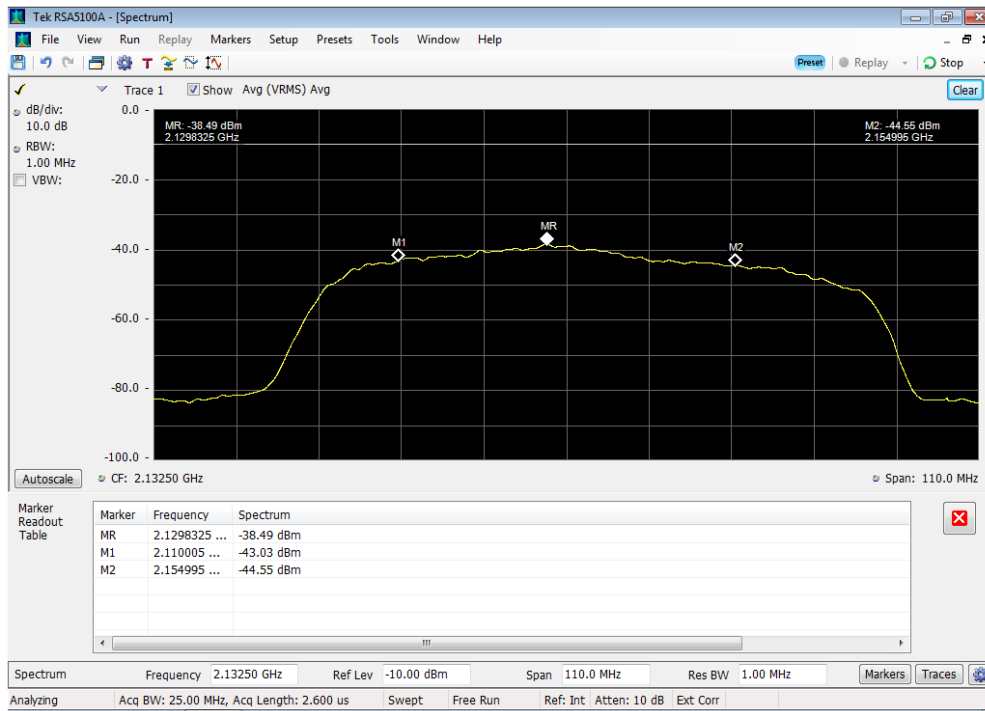 Tek RSA5100A - [Spectrum]
File View Run Replay Markers Setup Presets Tools Window Help
Preset Replay Stop
Trace 1 Show Avg (VRMS) Avg Clear
dB/div:
10.0 dB
RBW:
1.00 MHz
VBW:
0.0 -
-20.0 -
-40.0 -
-60.0 -
-80.0 -
-100.0 -
MR: -38.49 dBm
2.1298325 GHz
M2: -44.55 dBm
2.154995 GHz
M1
MR
M2
Autoscale CF: 2.13250 GHz Span: 110.0 MHz
Marker
Readout
Table
Marker Frequency Spectrum
MR 2.1298325 ... -38.49 dBm
M1 2.110005 ... -43.03 dBm
M2 2.154995 ... -44.55 dBm
Spectrum Frequency 2.13250 GHz Ref Lev -10.00 dBm Span 110.0 MHz Res BW 1.00 MHz Markers Traces
Analyzing Acq BW: 25.00 MHz, Acq Length: 2.600 us Swept Free Run Ref: Int Atten: 10 dB Ext Corr